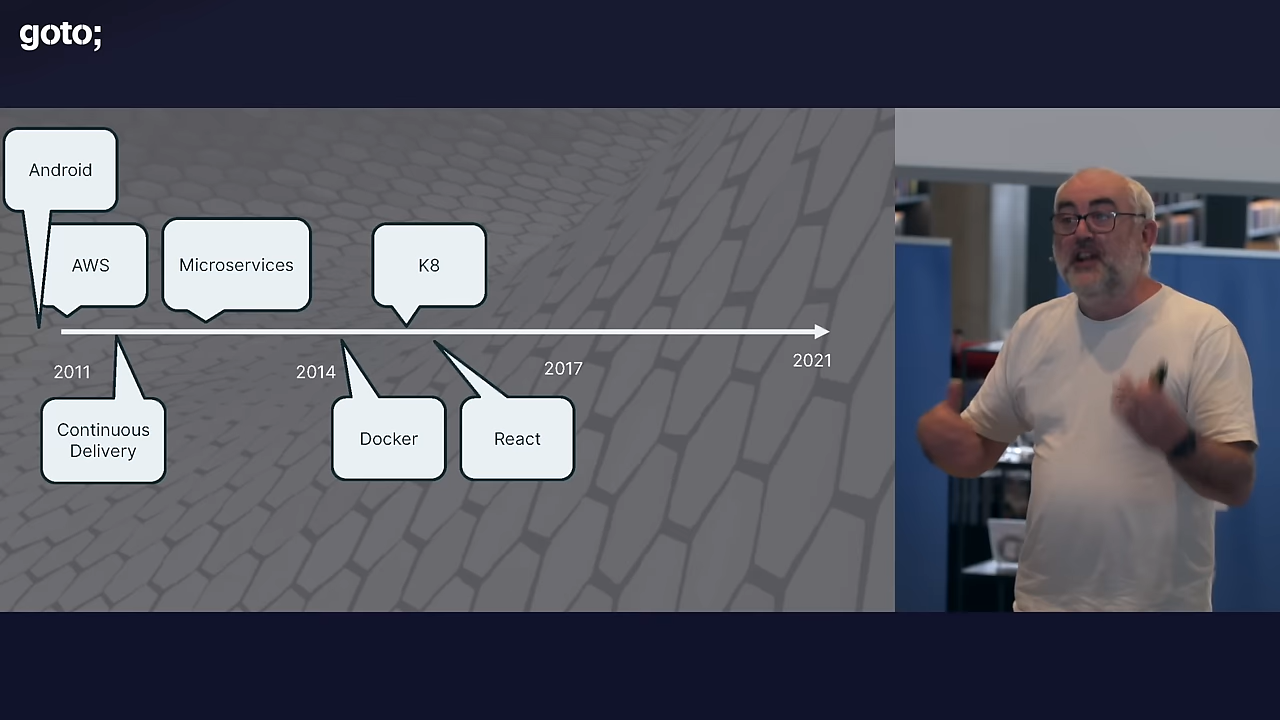 goto;
Android
AWS
Microservices
K8
2011
2014
2017
2021
Continuous
Delivery
Docker
React